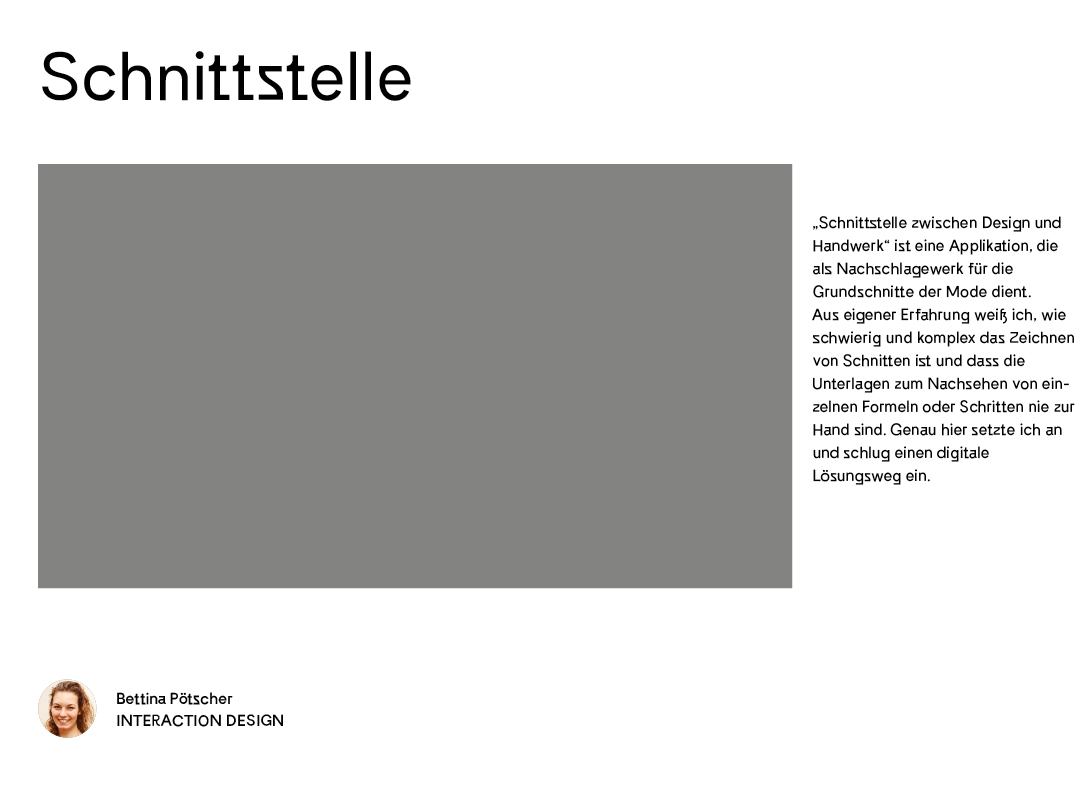 Schnittstelle
„Schnittstelle zwischen Design und
Handwerk“ ist eine Applikation, die
als Nachschlagewerk für die
Grundschnitte der Mode dient.
Aus eigener Erfahrung weiß ich, wie
schwierig und komplex das Zeichnen
von Schnitten ist und dass die
Unterlagen zum Nachsehen von ein-
zelnen Formeln oder Schritten nie zur
Hand sind. Genau hier setzte ich an
und schlug einen digitale
Lösungsweg ein.
Bettina Pötscher
INTERACTION DESIGN